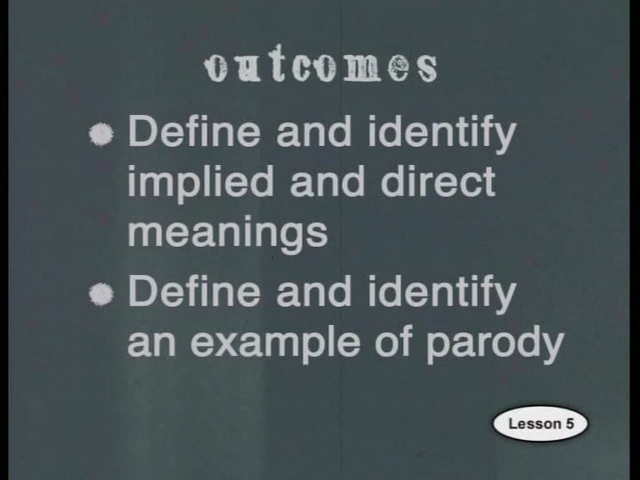 outcomes
Define and identify
implied and direct
meanings
Define and identify
an example of parody
Lesson 5